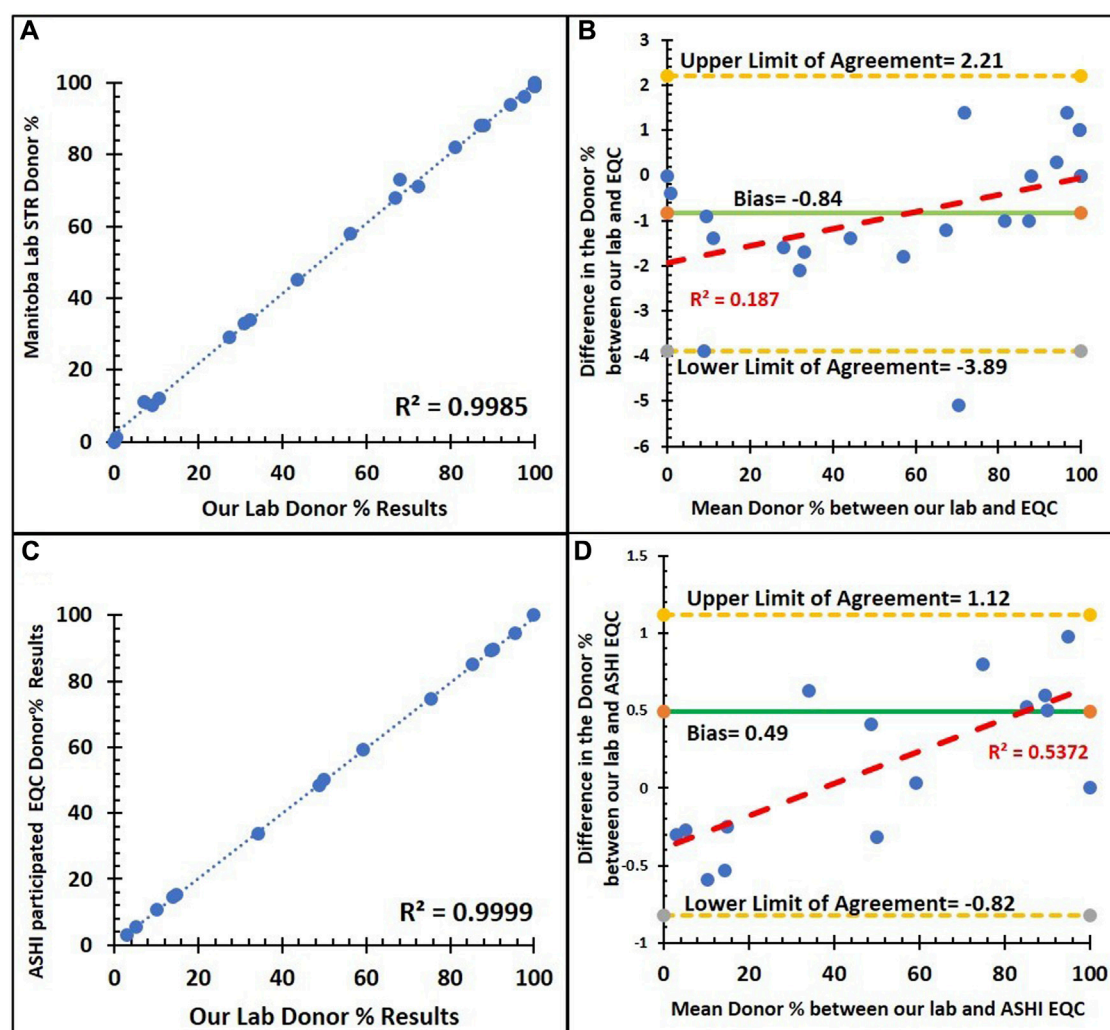 A
Manitoba Lab STR Donor %
100
80
60
40
20
0
R² = 0.9985
0 20 40 60 80 100
Our Lab Donor % Results
B
Difference in the Donor %
between our lab and EQC
3
2
1
0
-1
-2
-3
-4
-5
-6
Upper Limit of Agreement= 2.21
Bias= -0.84
R² = 0.187
Lower Limit of Agreement= -3.89
0 20 40 60 80 100
Mean Donor % between our lab and EQC
C
ASHI participated EQC Donor% Results
100
80
60
40
20
0
R² = 0.9999
0 20 40 60 80 100
Our Lab Donor % Results
D
Difference in the Donor %
between our lab and ASHI EQC
1.5
1
0.5
0
-0.5
-1
Upper Limit of Agreement= 1.12
Bias= 0.49
R² = 0.5372
Lower Limit of Agreement= -0.82
0 20 40 60 80 100
Mean Donor % between our lab and ASHI EQC